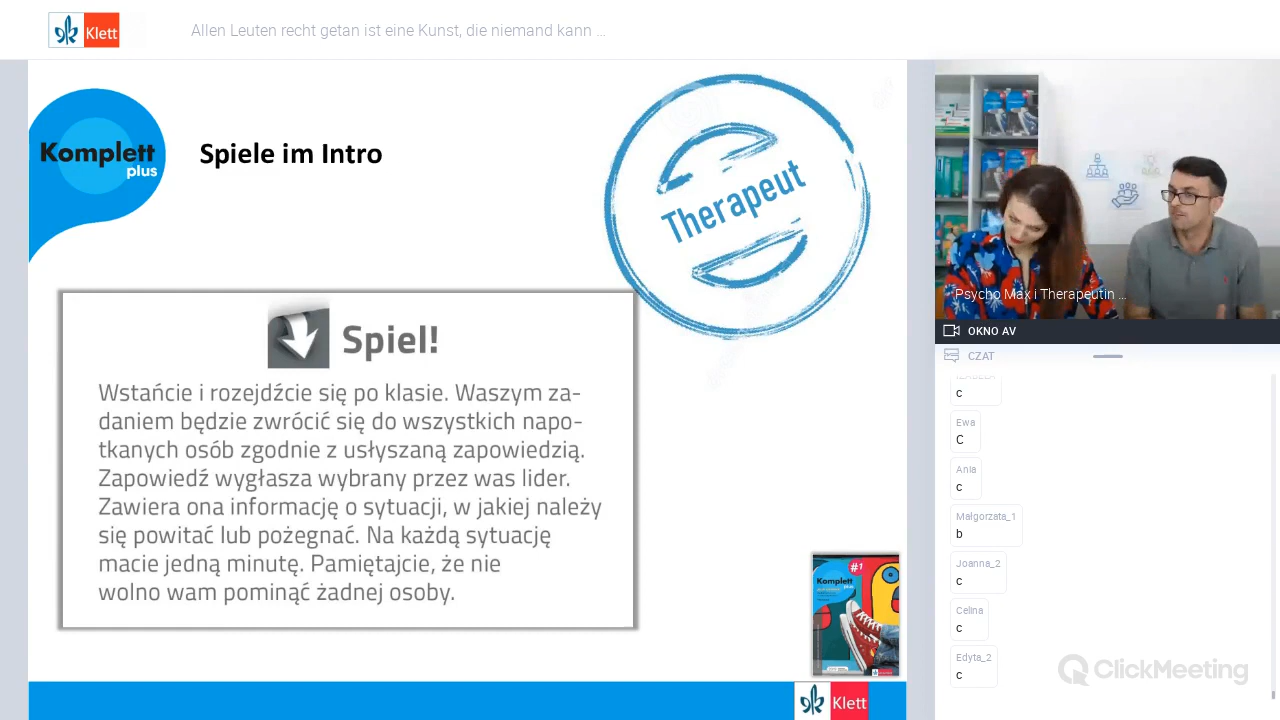 Klett
Allen Leuten recht getan ist eine Kunst, die niemand kann ...
Komplett
plus
Spiele im Intro
Therapeut
Spiel!
Wstańcie i rozejdźcie się po klasie. Waszym za-
daniem będzie zwrócić się do wszystkich napo-
tkanych osób zgodnie z usłyszaną zapowiedzią.
Zapowiedź wygłasza wybrany przez was lider.
Zawiera ona informację o sytuacji, w jakiej należy
się powitać lub pożegnać. Na każdą sytuację
macie jedną minutę. Pamiętajcie, że nie
wolno wam pominąć żadnej osoby.
#1
Komplett
plus
Klett
Psycho Max i Therapeutin ...
OKNO AV
CZAT
c
Ewa
C
Ania
c
Małgorzata_1
b
Joanna_2
c
Celina
c
Edyta_2
c
ClickMeeting